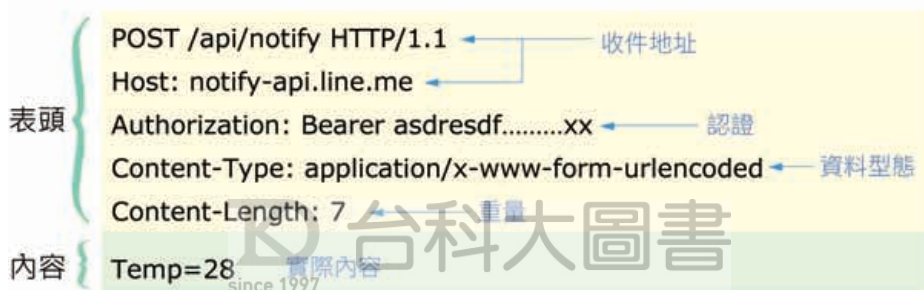 POST /api/notify HTTP/1.1 收件地址
Host: notify-api.line.me
表頭
Authorization: Bearer asdresdf.........xx 認證
Content-Type: application/x-www-form-urlencoded 資料型態
Content-Length: 7 重量
台科大圖書
since 1997
內容
Temp=28 實際內容